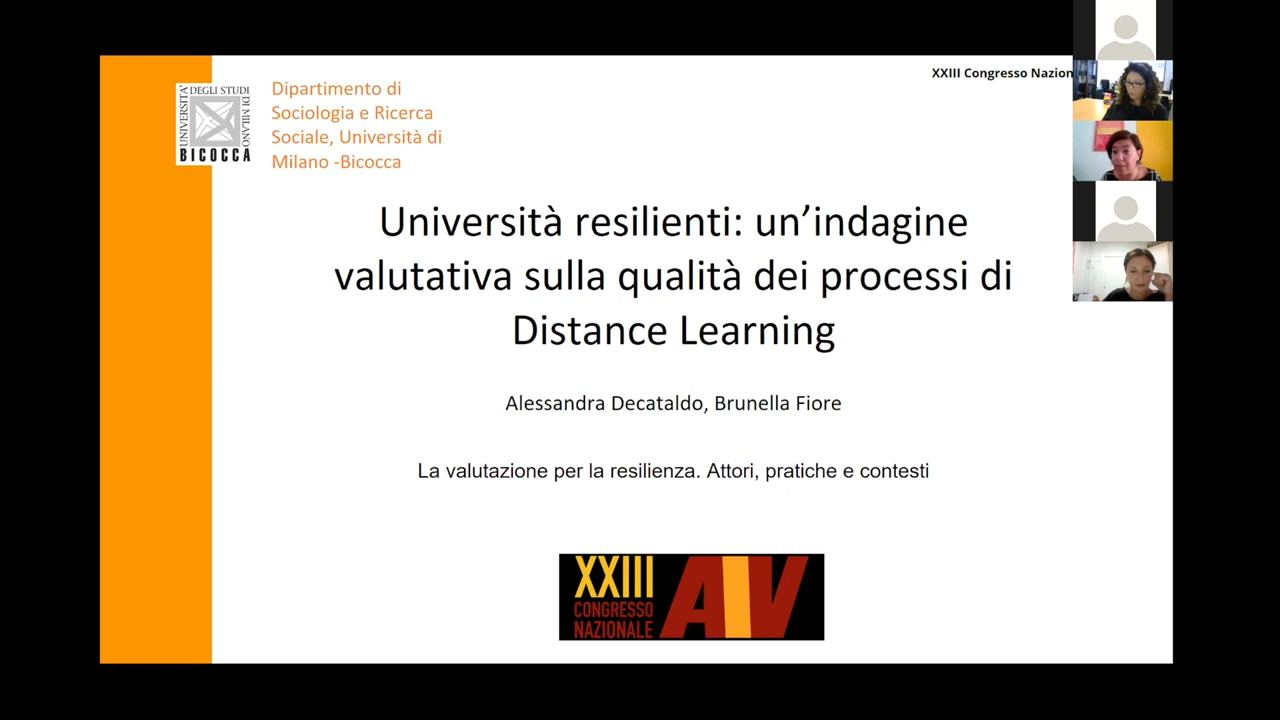 XXIII Congresso Nazion
UNIVERSITA'
DEGLI STUDI
DI MILANO
BICOCCA
Dipartimento di
Sociologia e Ricerca
Sociale, Università di
Milano -Bicocca
Università resilienti: un’indagine
valutativa sulla qualità dei processi di
Distance Learning
Alessandra Decataldo, Brunella Fiore
La valutazione per la resilienza. Attori, pratiche e contesti
XXIII
CONGRESSO
NAZIONALE
AIV